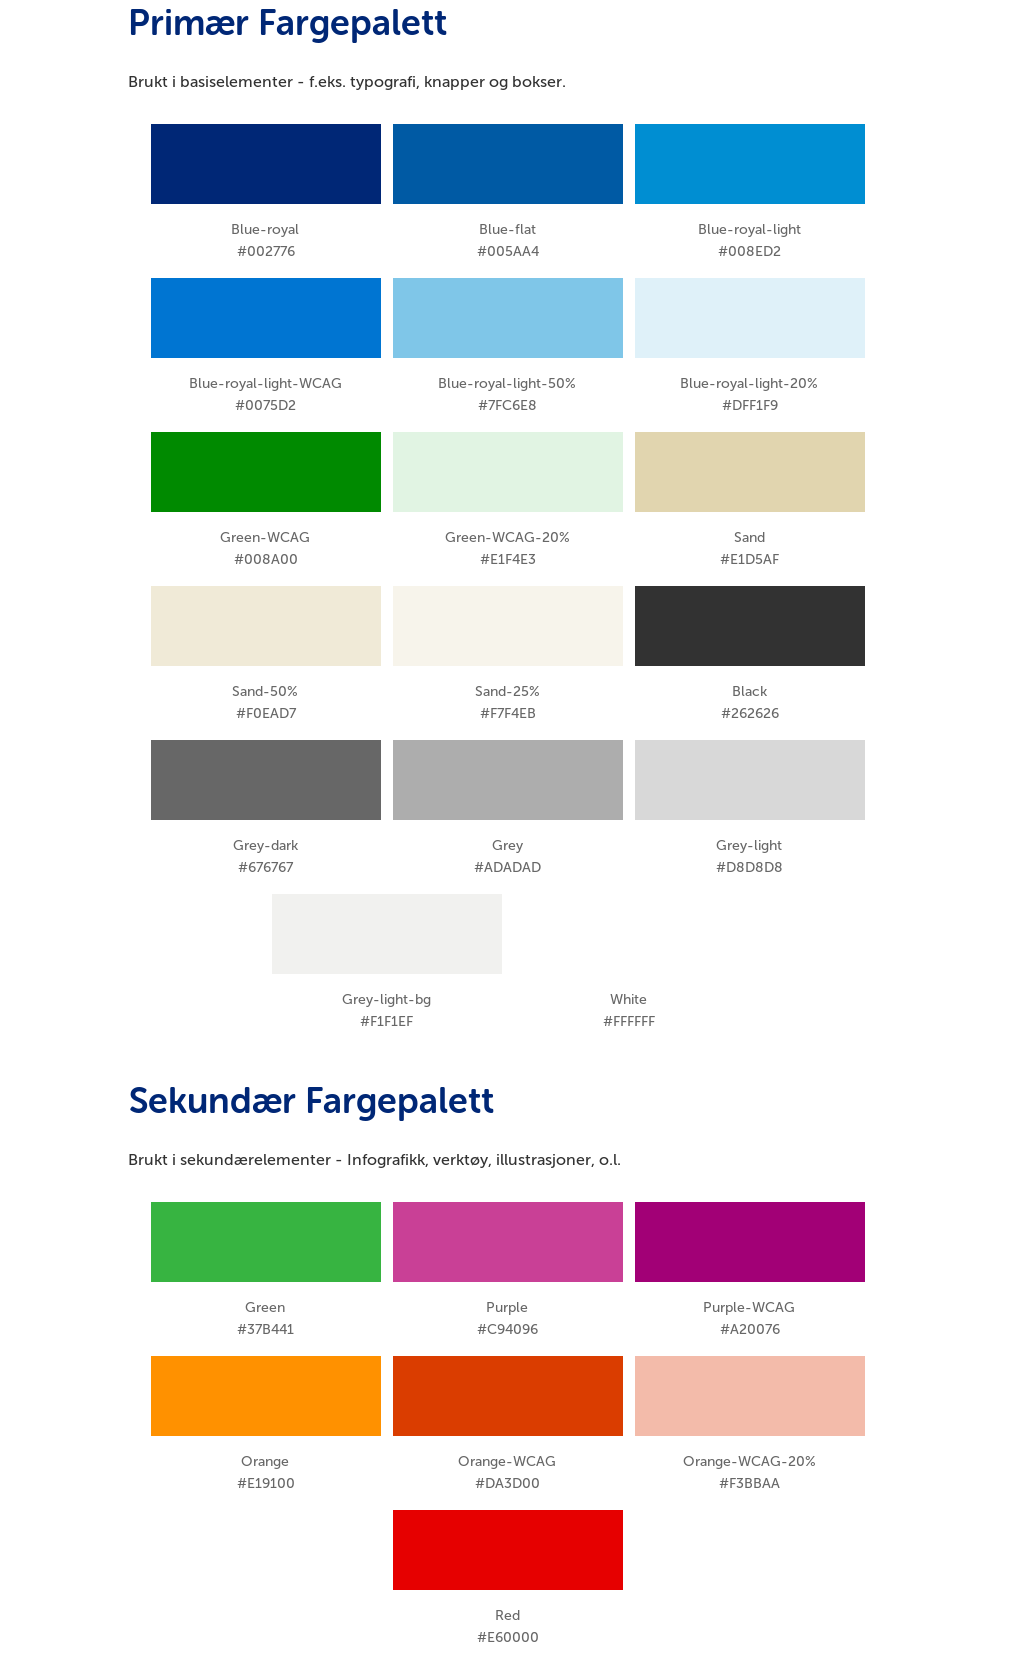 Primær Fargepalett
Brukt i basiselementer - f.eks. typografi, knapper og bokser.
Blue-royal
#002776
Blue-flat
#005AA4
Blue-royal-light
#008ED2
Blue-royal-light-WCAG
#0075D2
Blue-royal-light-50%
#7FC6E8
Blue-royal-light-20%
#DFF1F9
Green-WCAG
#008A00
Green-WCAG-20%
#E1F4E3
Sand
#E1D5AF
Sand-50%
#F0EAD7
Sand-25%
#F7F4EB
Black
#262626
Grey-dark
#676767
Grey
#ADADAD
Grey-light
#D8D8D8
Grey-light-bg
#F1F1EF
White
#FFFFFF
Sekundær Fargepalett
Brukt i sekundærelementer - Infografikk, verktøy, illustrasjoner, o.l.
Green
#37B441
Purple
#C94096
Purple-WCAG
#A20076
Orange
#E19100
Orange-WCAG
#DA3D00
Orange-WCAG-20%
#F3BBAA
Red
#E60000